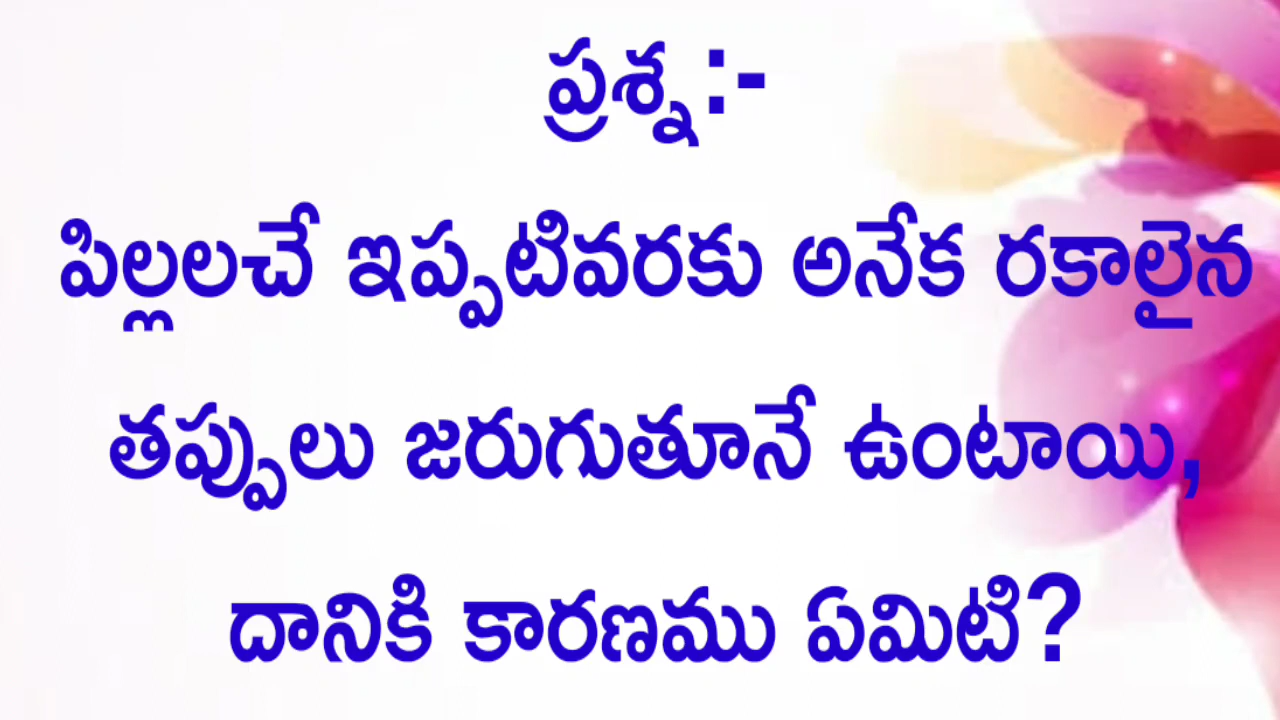 ప్రశ్న:-
పిల్లలచే ఇప్పటివరకు అనేక రకాలైన
తప్పులు జరుగుతూనే ఉంటాయి,
దానికి కారణము ఏమిటి?